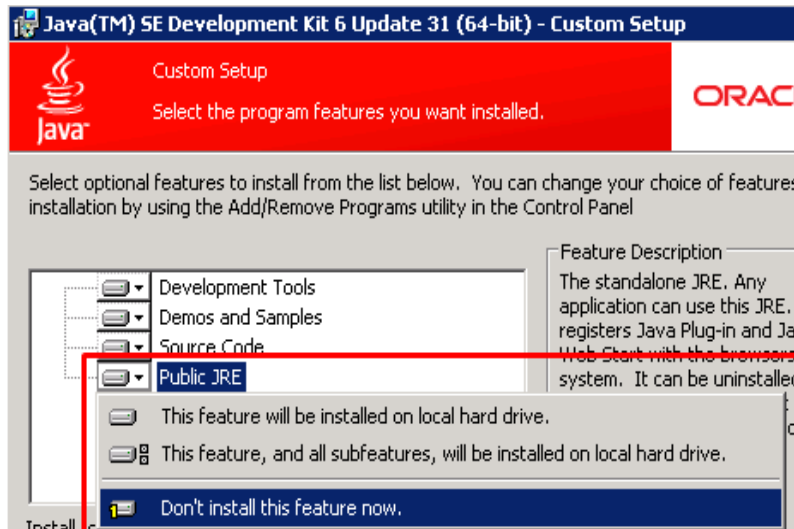 Java(TM) SE Development Kit 6 Update 31 (64-bit) - Custom Setup
Custom Setup
Select the program features you want installed.
Java™
ORAC
Select optional features to install from the list below. You can change your choice of features
installation by using the Add/Remove Programs utility in the Control Panel
Feature Description
Development Tools
Demos and Samples
Source Code
Public JRE
The standalone JRE. Any
application can use this JRE.
registers Java Plug-in and Ja
Web Start with the browsers
system. It can be uninstalled
This feature will be installed on local hard drive.
This feature, and all subfeatures, will be installed on local hard drive.
Don't install this feature now.
Install